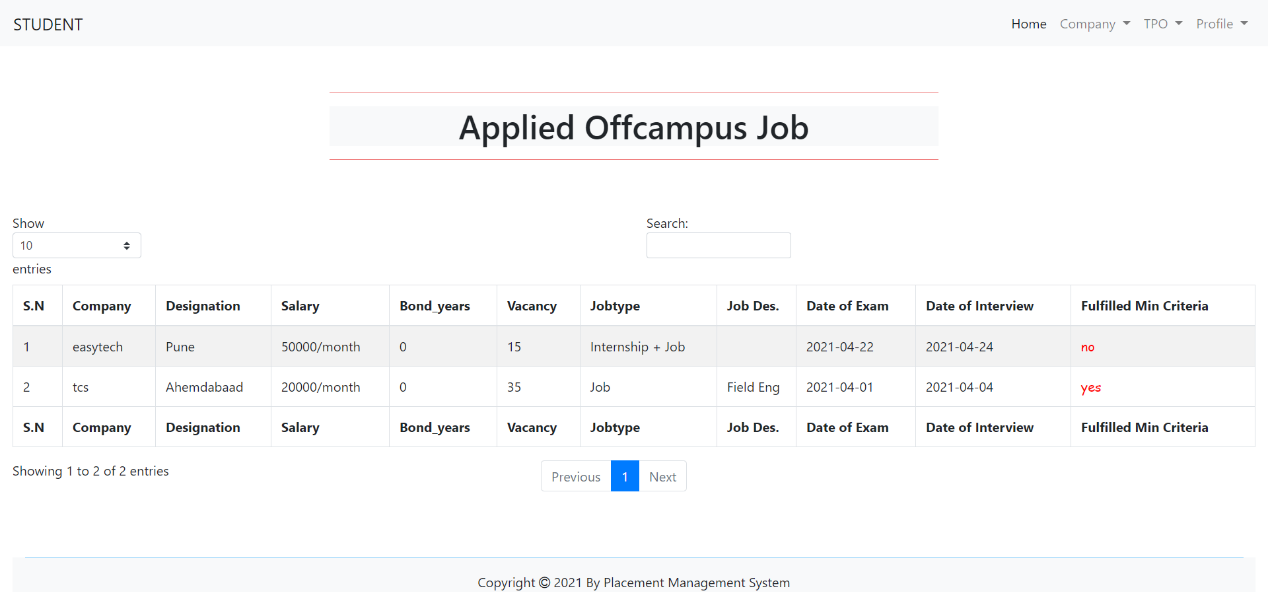 STUDENT Home Company TPO Profile
Applied Offcampus Job
Show Search:
10
entries
S.N Company Designation Salary Bond_years Vacancy Jobtype Job Des. Date of Exam Date of Interview Fulfilled Min Criteria
1 easytech Pune 50000/month 0 15 Internship + Job 2021-04-22 2021-04-24 no
2 tcs Ahemdabaad 20000/month 0 35 Job Field Eng 2021-04-01 2021-04-04 yes
S.N Company Designation Salary Bond_years Vacancy Jobtype Job Des. Date of Exam Date of Interview Fulfilled Min Criteria
Showing 1 to 2 of 2 entries Previous 1 Next
Copyright © 2021 By Placement Management System